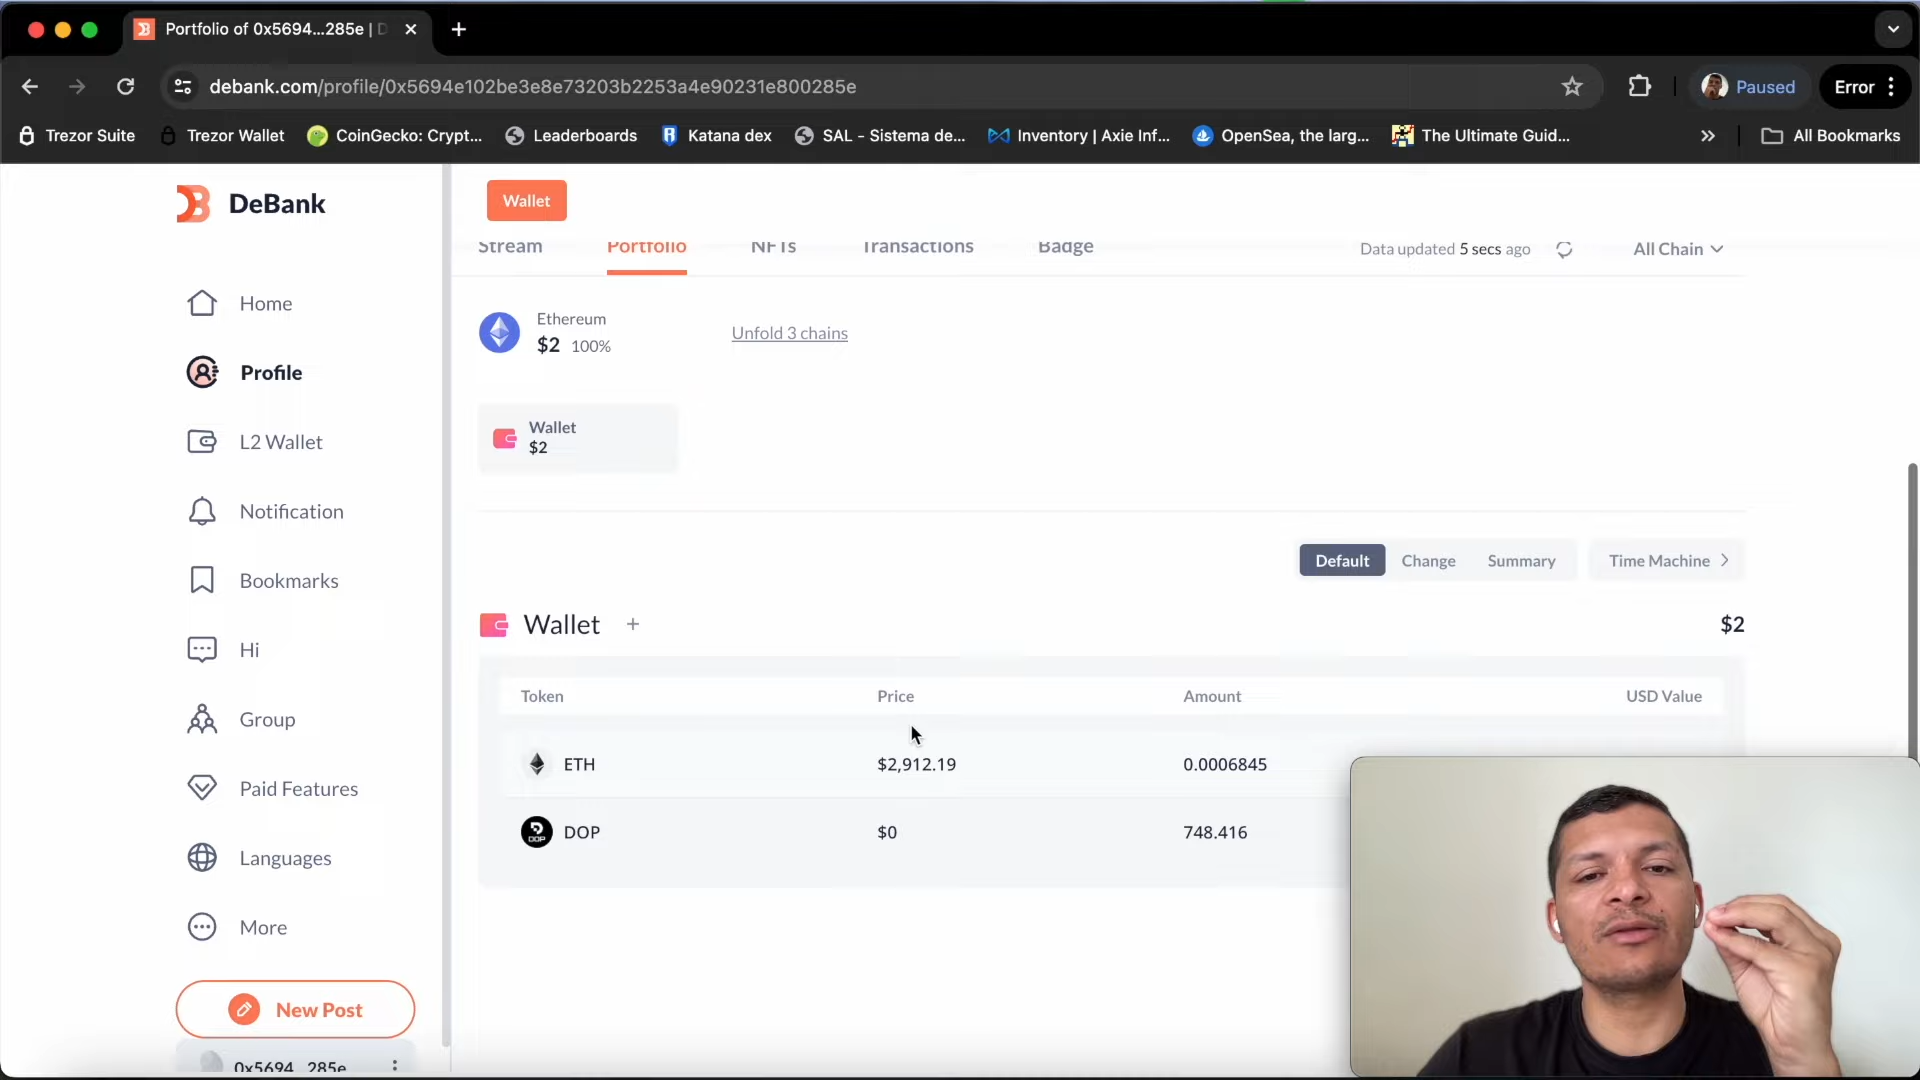 Portfolio of 0x5694...285e | D
debank.com/profile/0x5694e102be3e8e73203b2253a4e90231e800285e
Paused
Error
Trezor Suite
Trezor Wallet
CoinGecko: Crypt...
Leaderboards
Katana dex
SAL - Sistema de...
Inventory | Axie Inf...
OpenSea, the larg...
The Ultimate Guid...
All Bookmarks
DeBank
Home
Profile
L2 Wallet
Notification
Bookmarks
Hi
Group
Paid Features
Languages
More
New Post
0x5694...285e
Wallet
Stream Portfolio NFTs Transactions Badge
Data updated 5 secs ago
All Chain
Ethereum
$2 100%
Unfold 3 chains
Wallet
$2
Default Change Summary
Time Machine
Wallet + $2
Token Price Amount USD Value
ETH $2,912.19 0.0006845
DOP $0 748.416